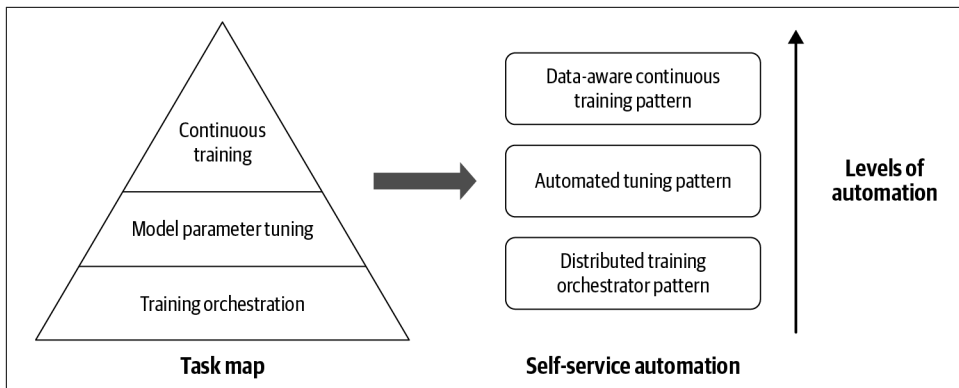 Continuous
training
Model parameter tuning
Training orchestration
Task map
Data-aware continuous
training pattern
Automated tuning pattern
Distributed training
orchestrator pattern
Self-service automation
Levels of
automation